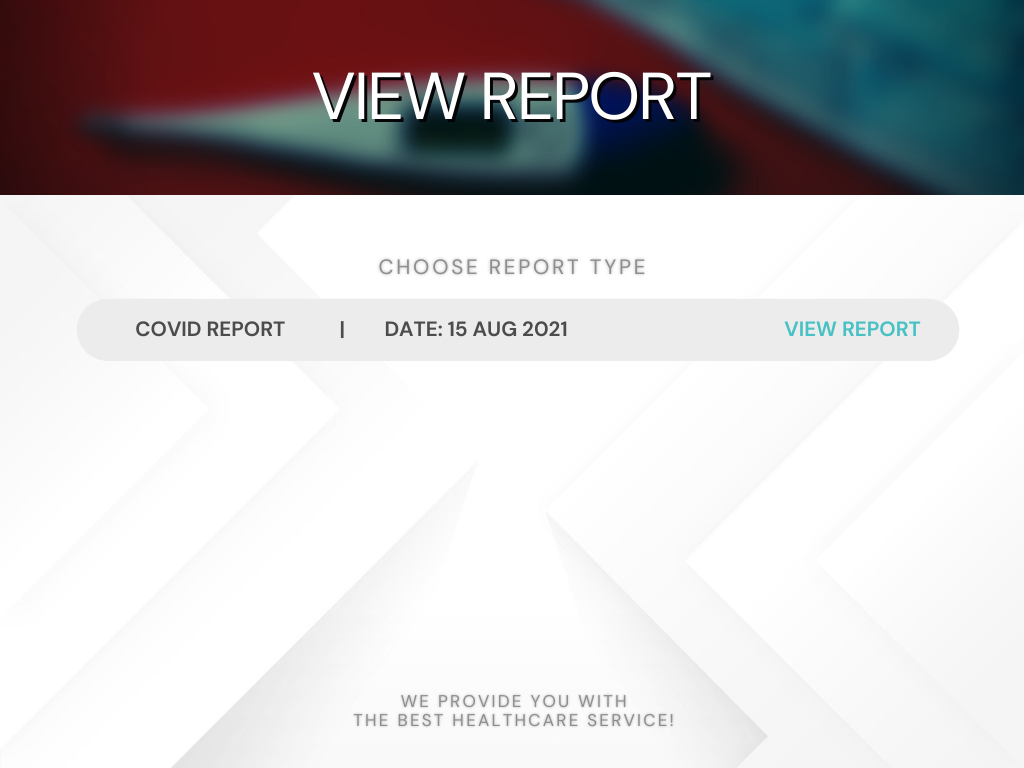 VIEW REPORT
CHOOSE REPORT TYPE
COVID REPORT | DATE: 15 AUG 2021 VIEW REPORT
WE PROVIDE YOU WITH
THE BEST HEALTHCARE SERVICE!